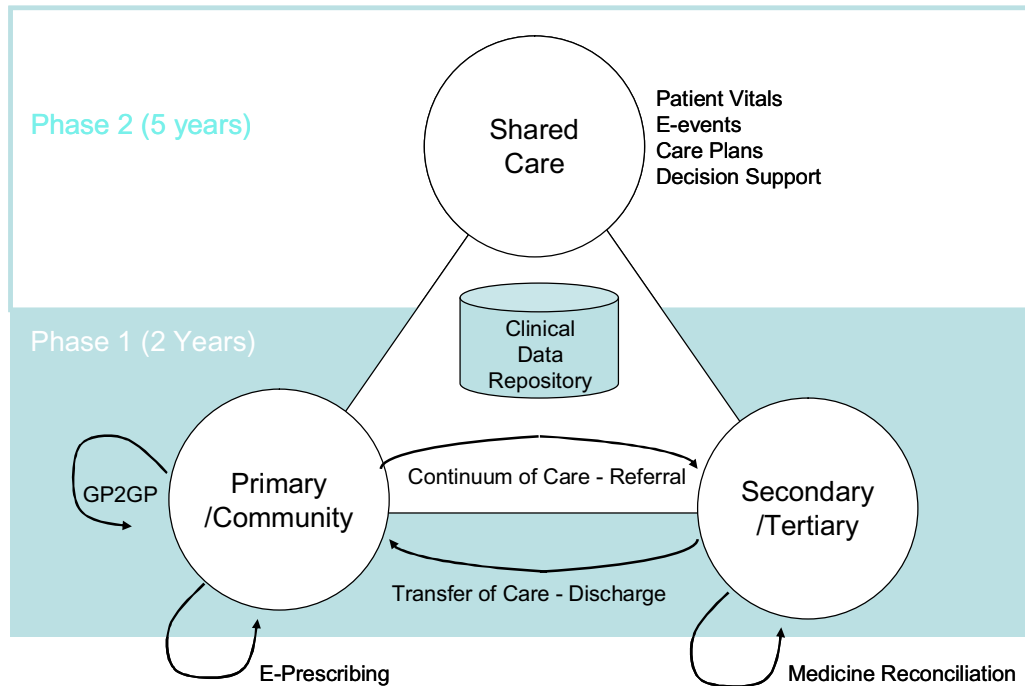 Phase 2 (5 years)
Shared
Care
Patient Vitals
E-events
Care Plans
Decision Support
Phase 1 (2 Years)
Clinical
Data
Repository
GP2GP
Primary
/Community
Continuum of Care - Referral
Secondary
/Tertiary
Transfer of Care - Discharge
E-Prescribing
Medicine Reconciliation